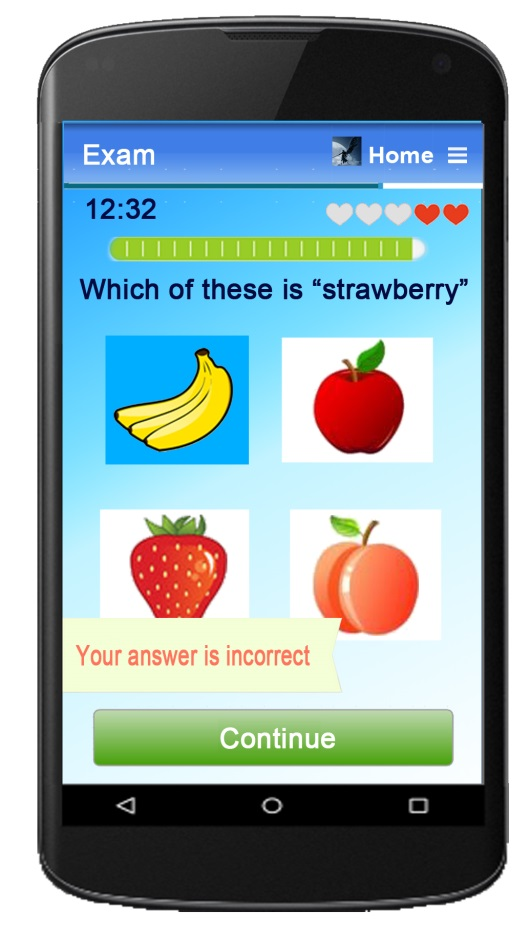 Exam
Home
12:32
Which of these is “strawberry”
Your answer is incorrect
Continue